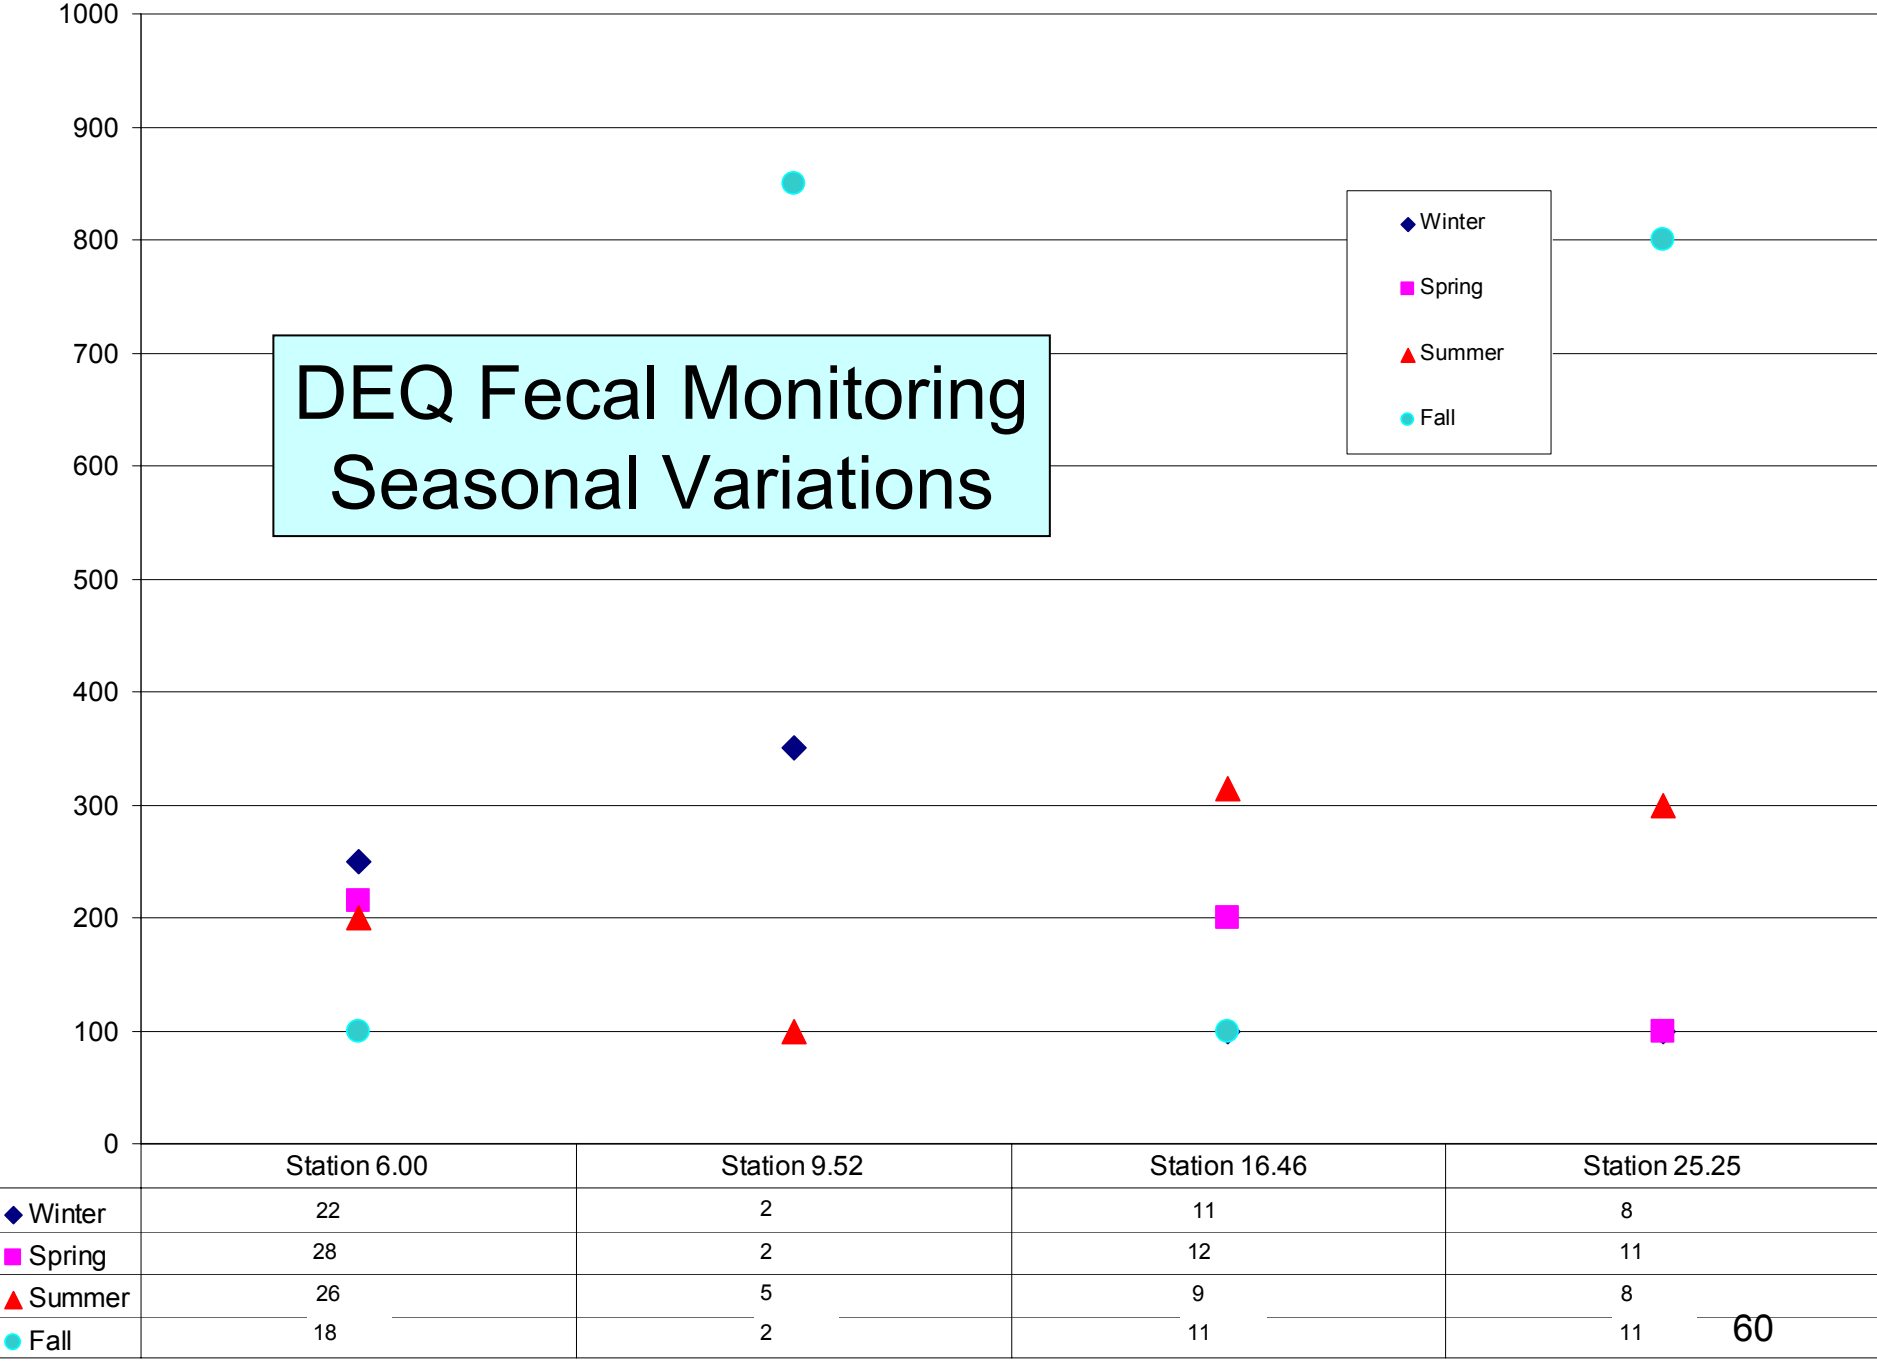 1000
900
800
700
600
500
400
300
200
100
0
DEQ Fecal Monitoring
Seasonal Variations
Winter
Spring
Summer
Fall
Station 6.00 Station 9.52 Station 16.46 Station 25.25
Winter 22 2 11 8
Spring 28 2 12 11
Summer 26 5 9 8
Fall 18 2 11 11
60